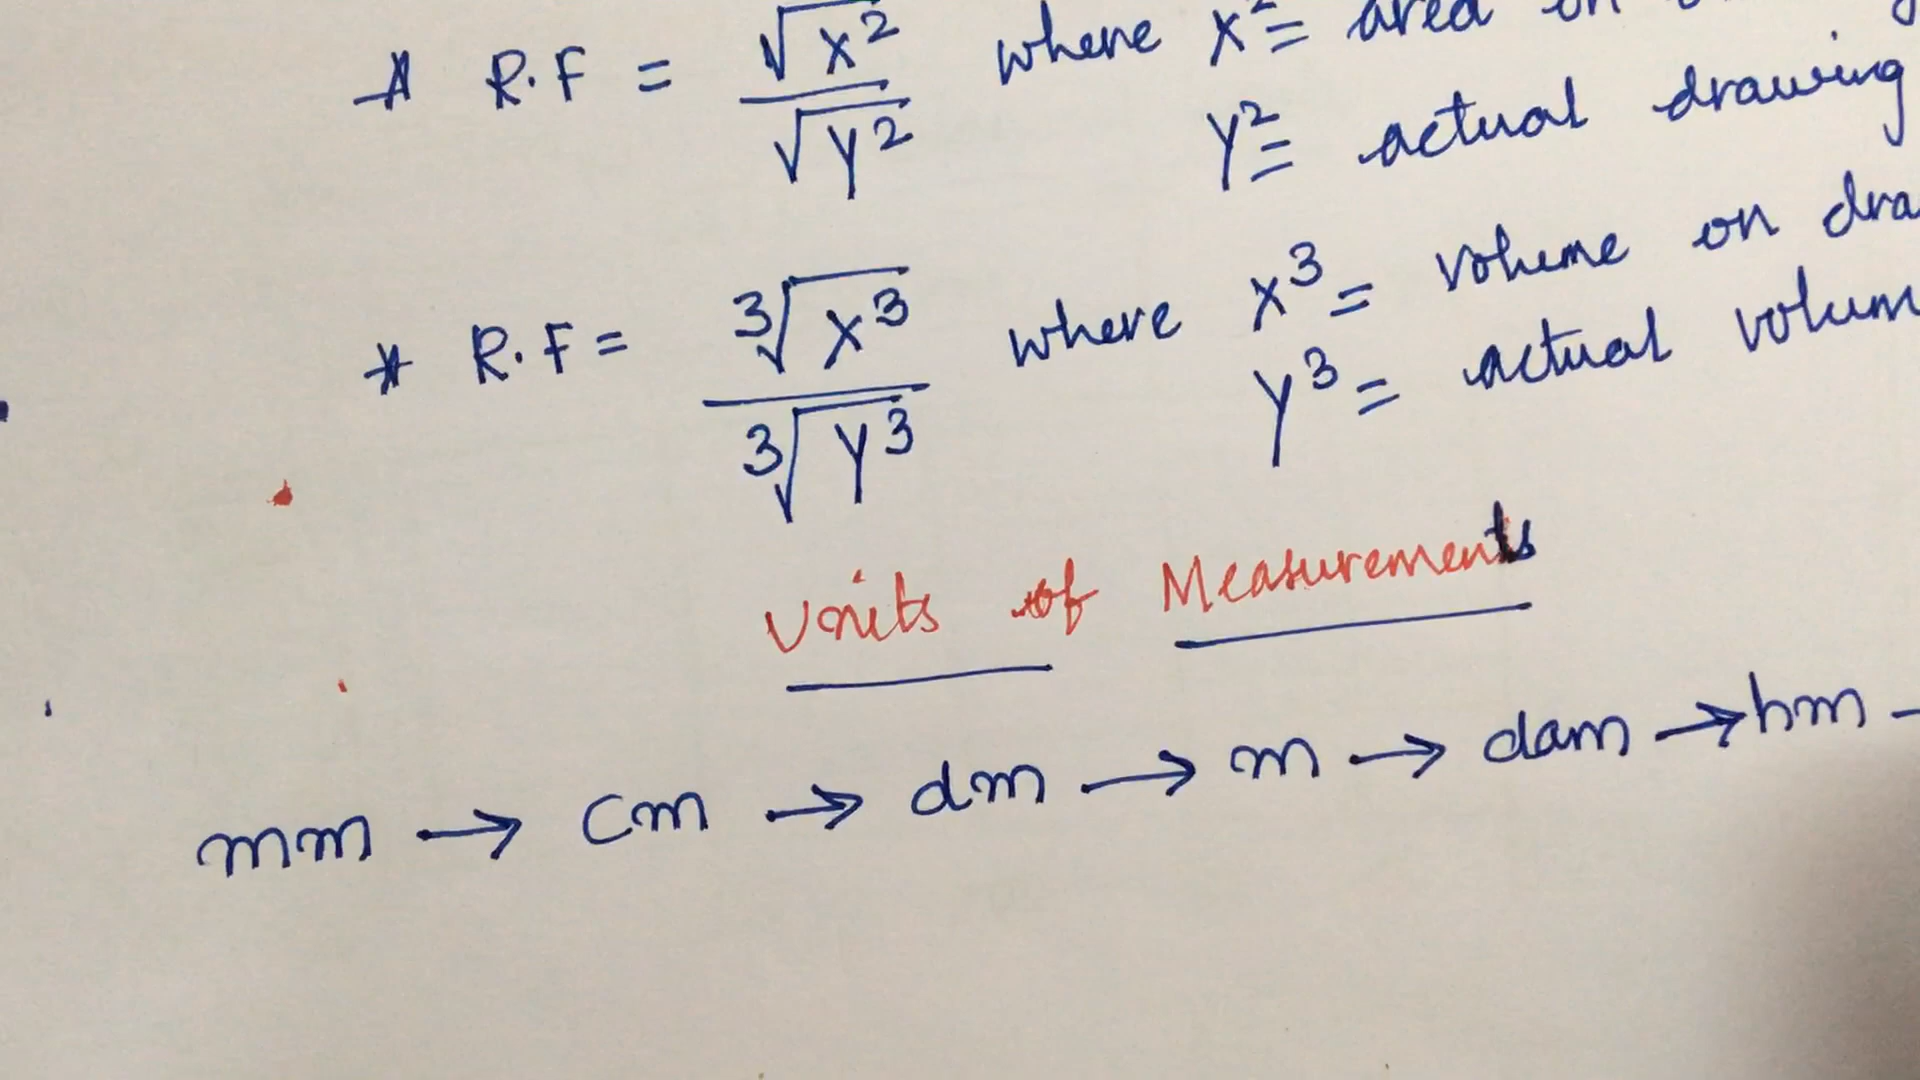 * R.F = √x² / √y² where x² = area on
y² = actual drawing
* R.F = ³√x³ / ³√y³ where x³ = volume on
y³ = actual
Units of Measurements
mm → cm → dm → m → dam → hm